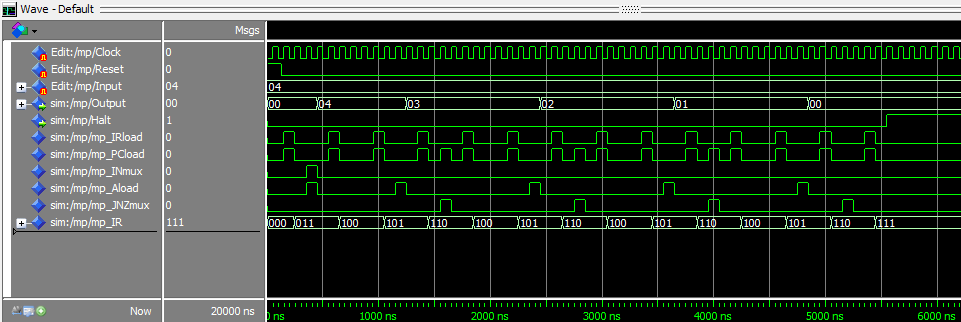 Wave - Default
Msgs
Edit:/mp/Clock 0
Edit:/mp/Reset 0
Edit:/mp/Input 04 04
sim:/mp/Output 00 00 04 03 02 01 00
sim:/mp/Halt 1
sim:/mp/mp_IRload 0
sim:/mp/mp_PCload 0
sim:/mp/mp_INmux 0
sim:/mp/mp_Aload 0
sim:/mp/mp_JNZmux 0
sim:/mp/mp_IR 111 000 011 100 101 110 100 101 110 100 101 110 100 101 110 111
Now 20000 ns 0 ns 1000 ns 2000 ns 3000 ns 4000 ns 5000 ns 6000 ns